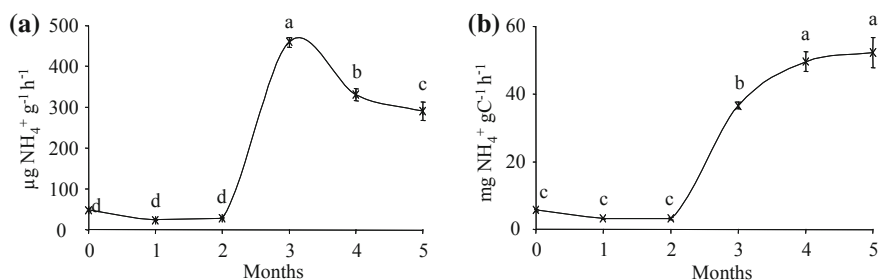 (a)
µg NH₄⁺ g⁻¹ h⁻¹
500
400
300
200
100
0
d
d
d
a
b
c
0 1 2 3 4 5
Months
(b)
mg NH₄⁺ gC⁻¹ h⁻¹
60
40
20
0
c
c
c
b
a
a
0 1 2 3 4 5
Months